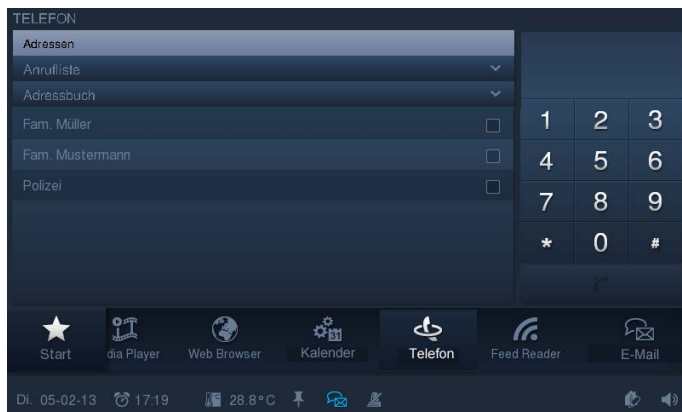 TELEFON
Adressen
Anrufliste
Adressbuch
Fam. Müller
Fam. Mustermann
Polizei
1 2 3
4 5 6
7 8 9
* 0 #
31
Start dia Player Web Browser Kalender Telefon Feed Reader E-Mail
Di. 05-02-13 17:19 28.8°C